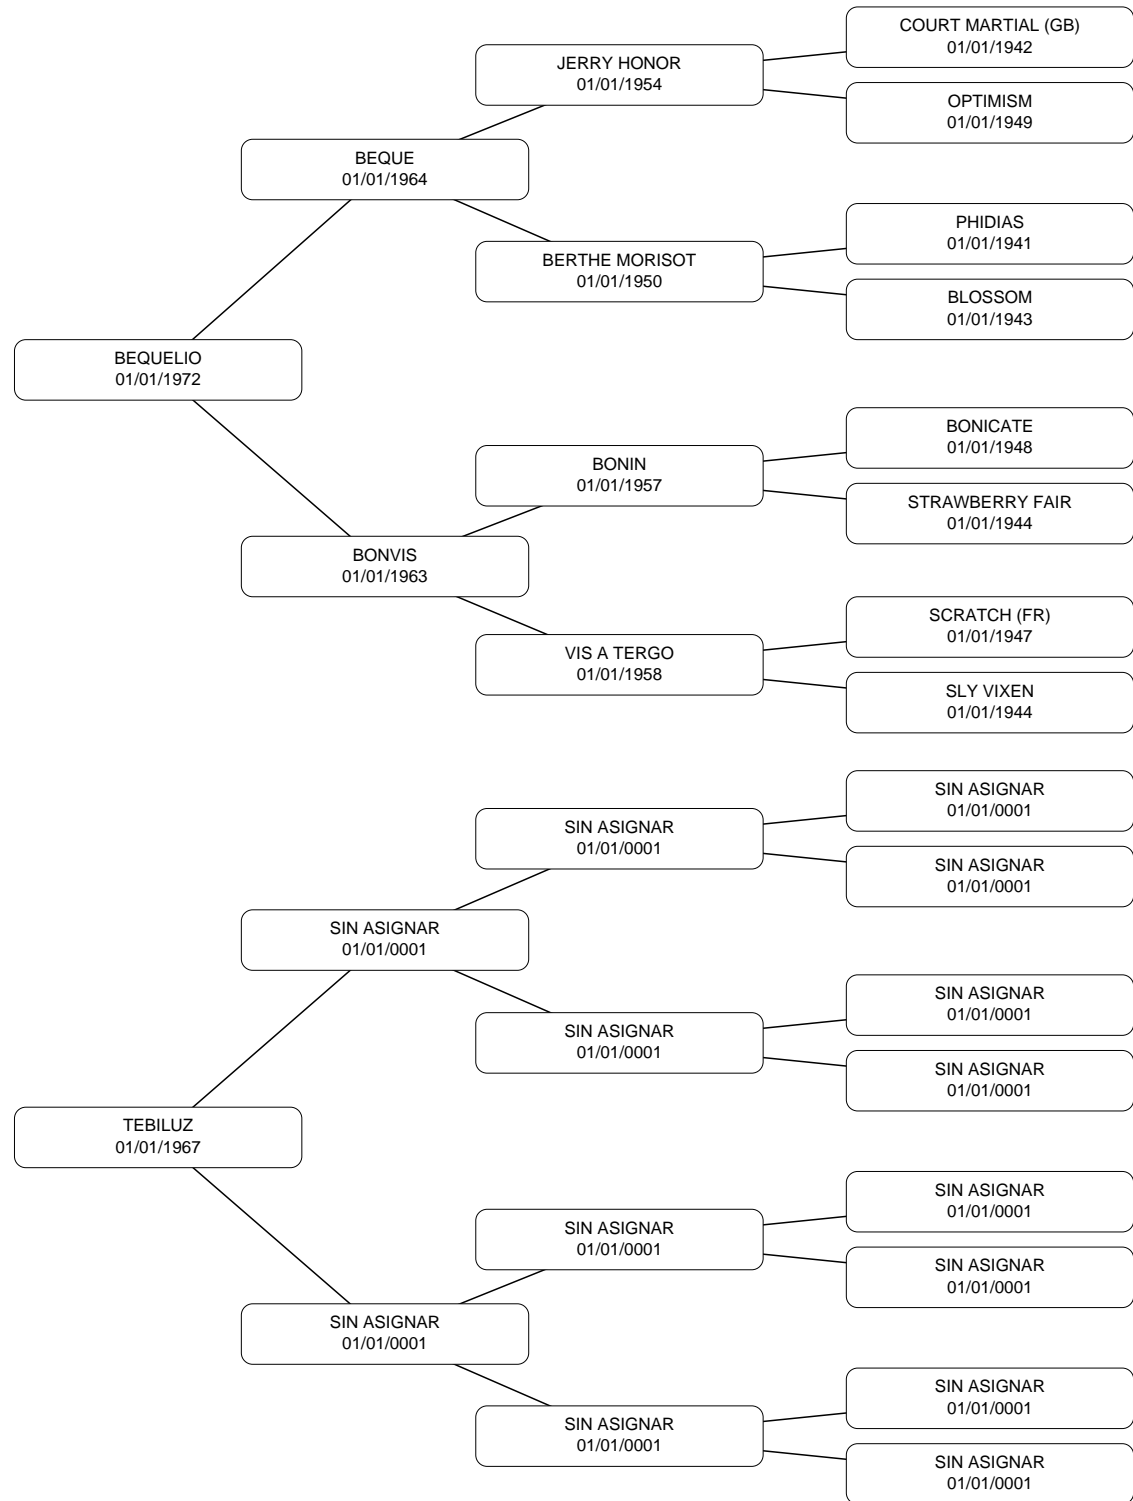 COURT MARTIAL (GB)
01/01/1942
JERRY HONOR
01/01/1954
OPTIMISM
01/01/1949
BEQUE
01/01/1964
PHIDIAS
01/01/1941
BERTHE MORISOT
01/01/1950
BLOSSOM
01/01/1943
BEQUELIO
01/01/1972
BONICATE
01/01/1948
BONIN
01/01/1957
STRAWBERRY FAIR
01/01/1944
BONVIS
01/01/1963
SCRATCH (FR)
01/01/1947
VIS A TERGO
01/01/1958
SLY VIXEN
01/01/1944
SIN ASIGNAR
01/01/0001
SIN ASIGNAR
01/01/0001
SIN ASIGNAR
01/01/0001
SIN ASIGNAR
01/01/0001
SIN ASIGNAR
01/01/0001
SIN ASIGNAR
01/01/0001
SIN ASIGNAR
01/01/0001
TEBILUZ
01/01/1967
SIN ASIGNAR
01/01/0001
SIN ASIGNAR
01/01/0001
SIN ASIGNAR
01/01/0001
SIN ASIGNAR
01/01/0001
SIN ASIGNAR
01/01/0001
SIN ASIGNAR
01/01/0001
SIN ASIGNAR
01/01/0001